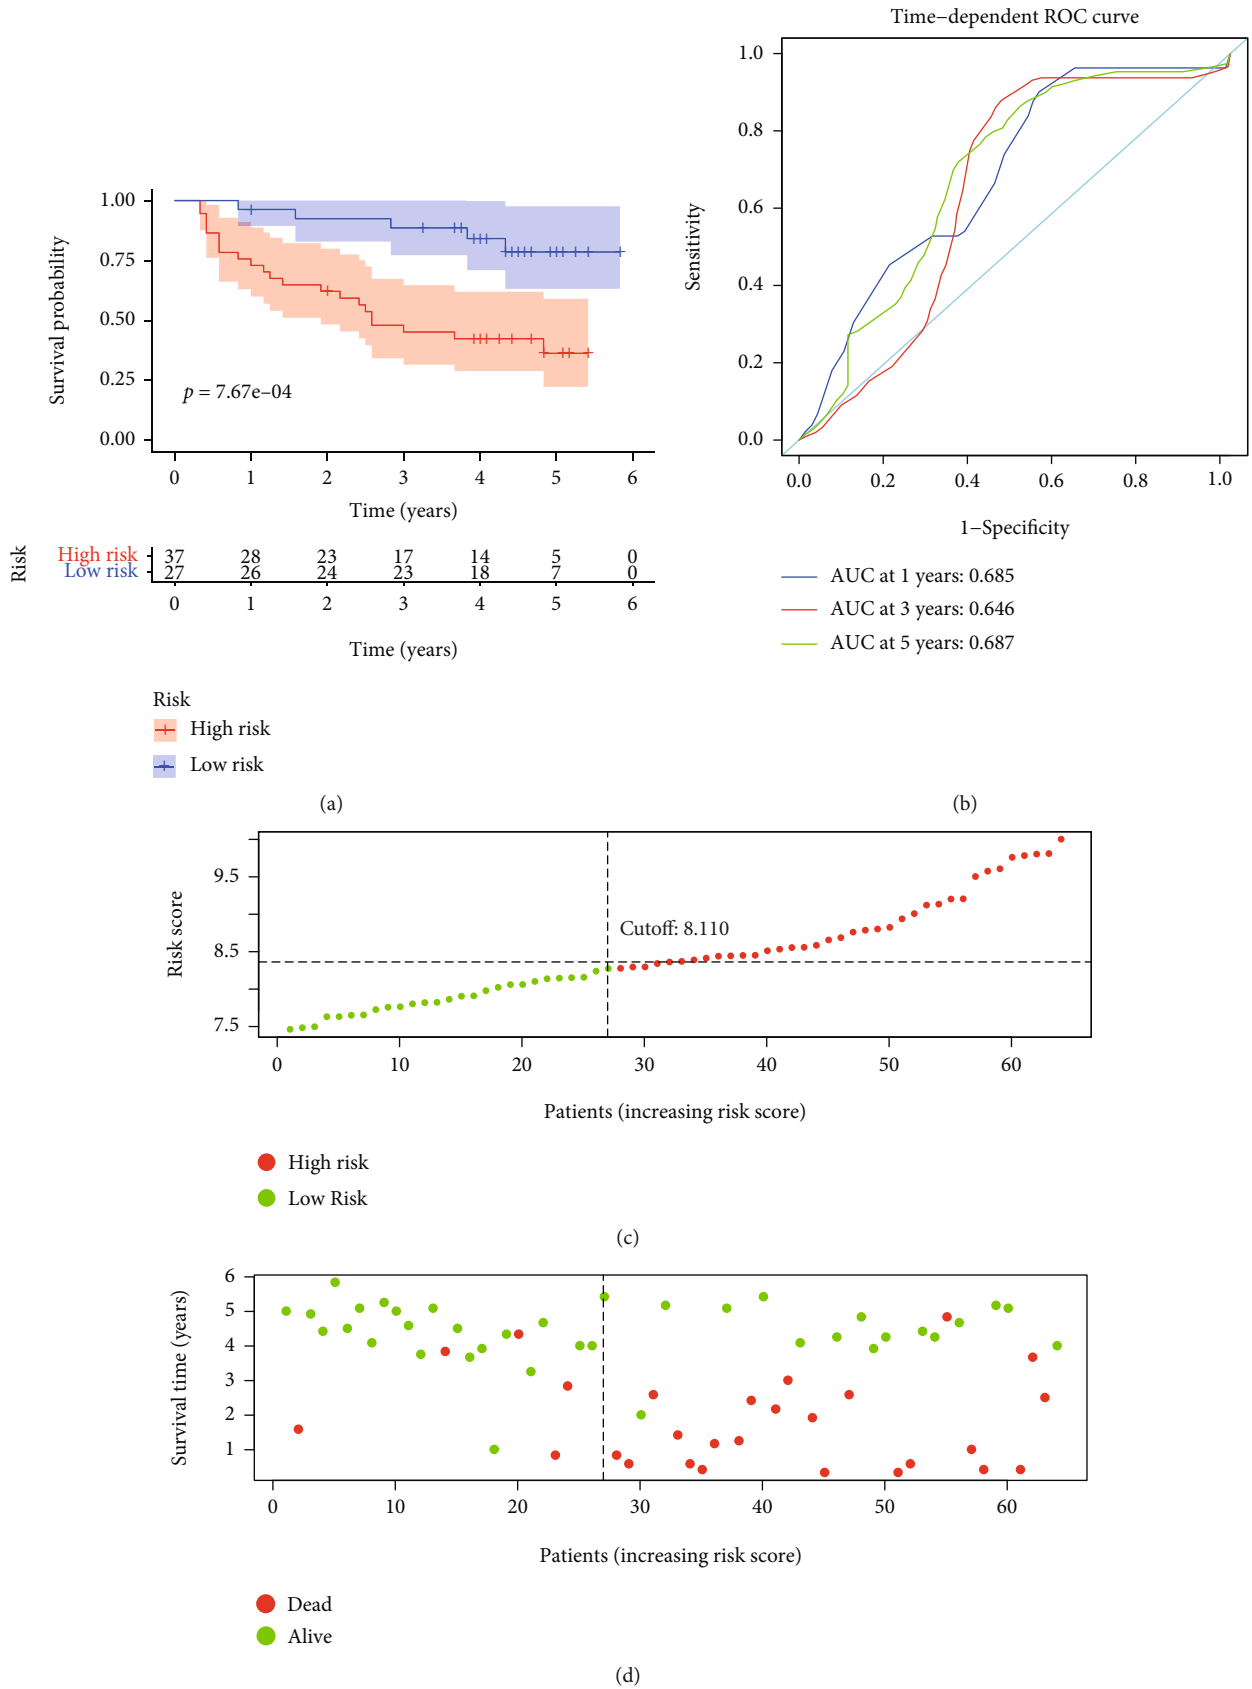 1.00
0.75
0.50
0.25
0.00
Survival probability
p = 7.67e−04
0 1 2 3 4 5 6
Time (years)
Risk
High risk 37 28 23 17 14 5 0
Low risk 27 26 24 23 18 7 0
0 1 2 3 4 5 6
Time (years)
Risk
High risk
Low risk
(a)
Time−dependent ROC curve
1.0
0.8
0.6
0.4
0.2
0.0
Sensitivity
0.0 0.2 0.4 0.6 0.8 1.0
1−Specificity
AUC at 1 years: 0.685
AUC at 3 years: 0.646
AUC at 5 years: 0.687
(b)
9.5
8.5
7.5
Risk score
Cutoff: 8.110
0 10 20 30 40 50 60
Patients (increasing risk score)
High risk
Low Risk
(c)
6
5
4
3
2
1
Survival time (years)
0 10 20 30 40 50 60
Patients (increasing risk score)
Dead
Alive
(d)